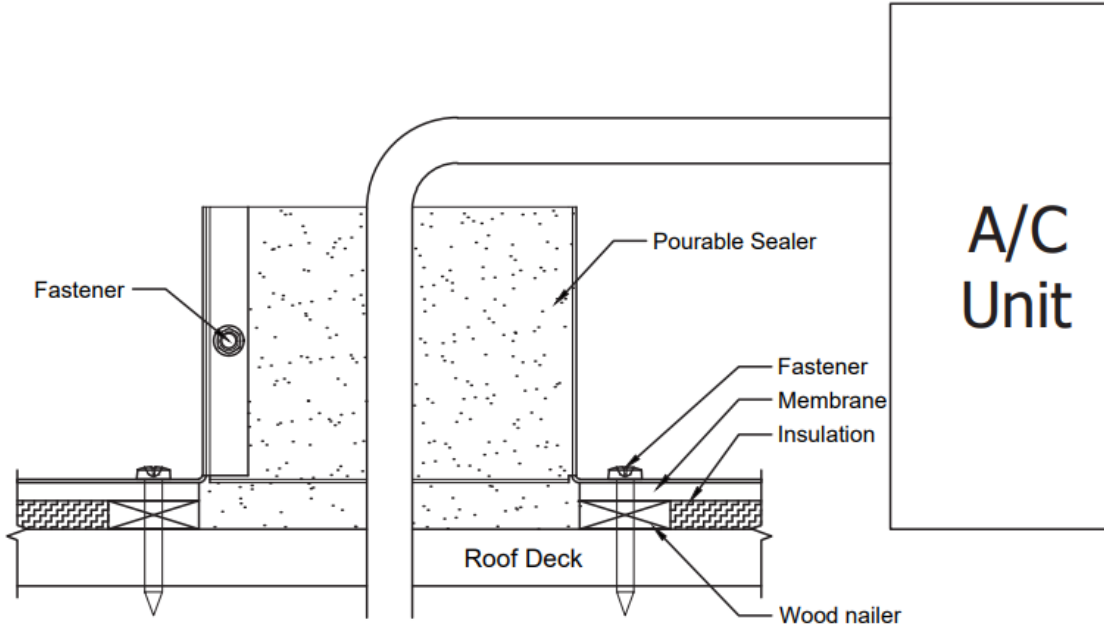 A/C
Unit
Pourable Sealer
Fastener
Fastener
Membrane
Insulation
Roof Deck
Wood nailer